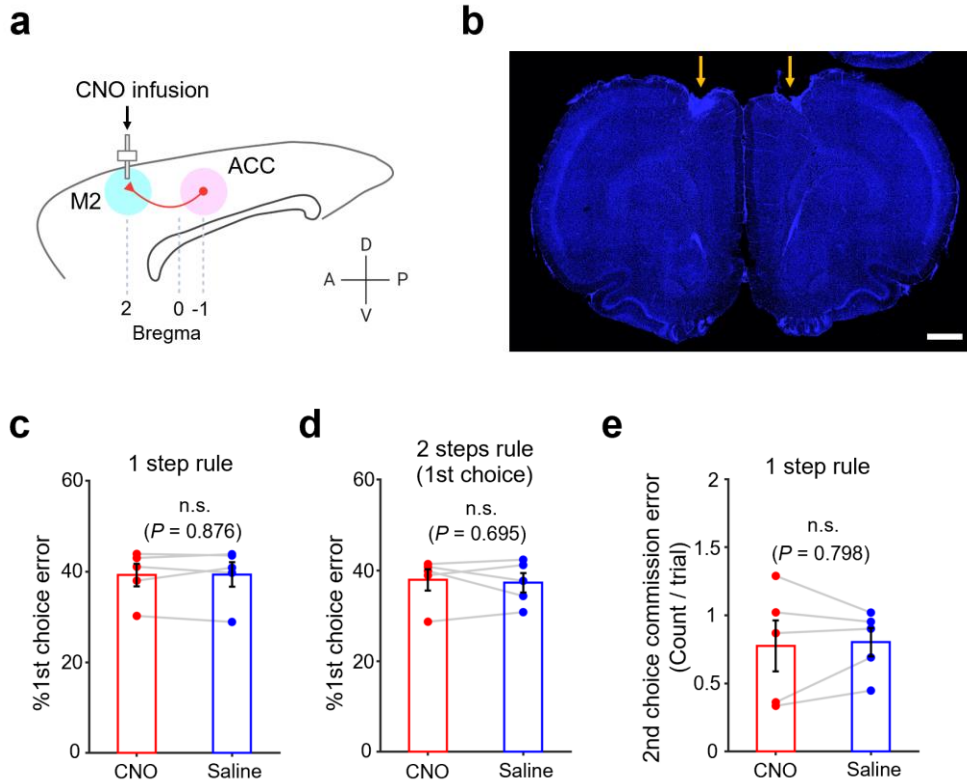 a
CNO infusion
ACC
M2
D
A
P
V
2
0
-1
Bregma
b
c
1 step rule
n.s.
(P = 0.876)
%1st choice error
60
40
20
0
CNO
Saline
d
2 steps rule
(1st choice)
n.s.
(P = 0.695)
%1st choice error
60
40
20
0
CNO
Saline
e
1 step rule
n.s.
(P = 0.798)
2nd choice commission error
(Count / trial)
2
1.5
1
0.5
0
CNO
Saline